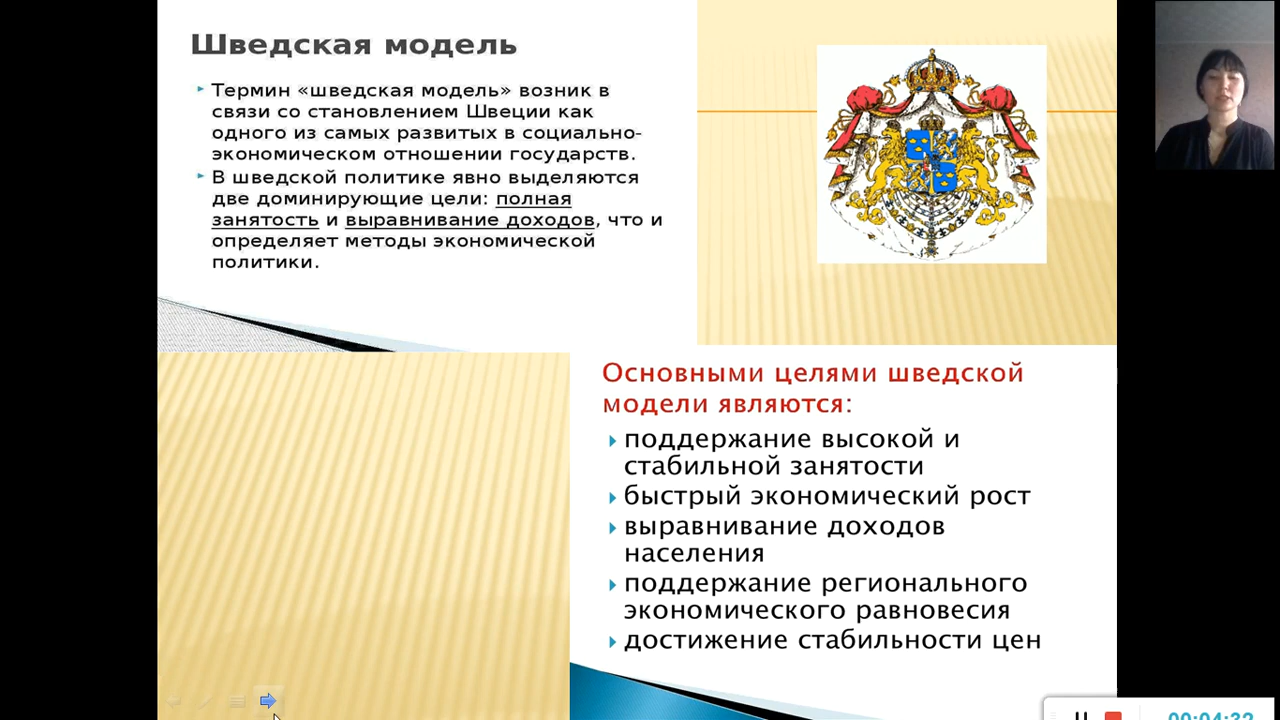 Шведская модель
Термин «шведская модель» возник в
связи со становлением Швеции как
одного из самых развитых в социально-
экономическом отношении государств.
В шведской политике явно выделяются
две доминирующие цели: полная
занятость и выравнивание доходов, что и
определяет методы экономической
политики.
Основными целями шведской
модели являются:
поддержание высокой и
стабильной занятости
быстрый экономический рост
выравнивание доходов
населения
поддержание регионального
экономического равновесия
достижение стабильности цен
00:04:32